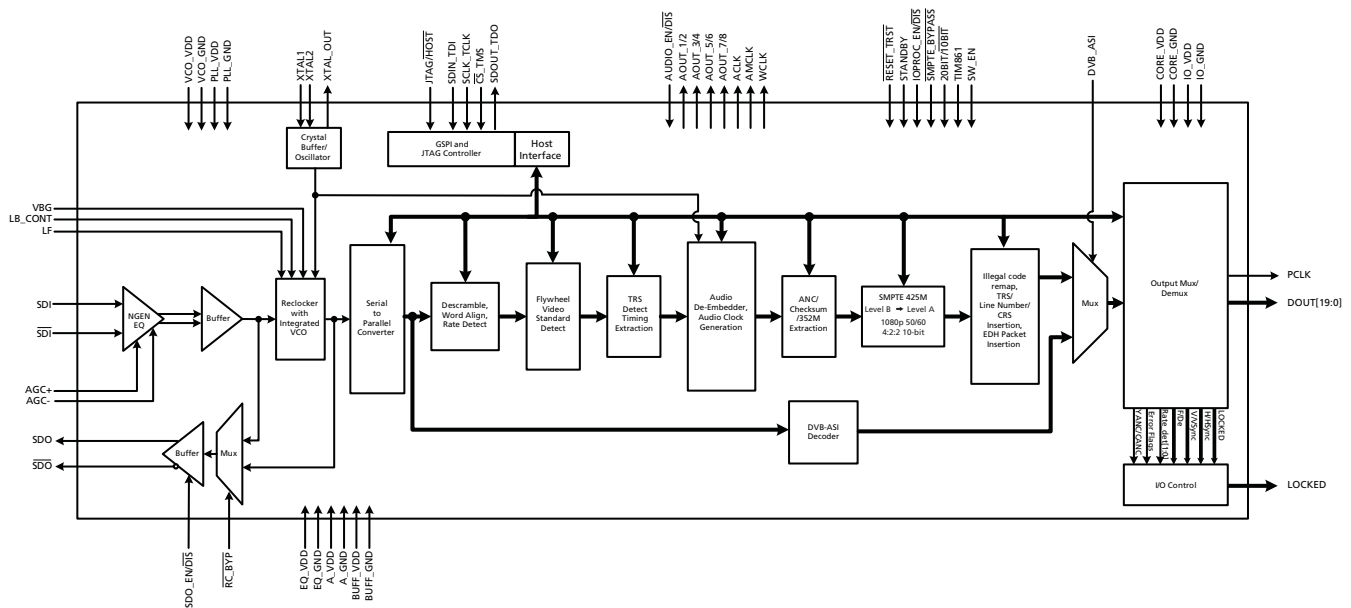 VCO_VDD
VCO_GND
PLL_VDD
PLL_GND
XTAL1
XTAL2
XTAL_OUT
JTAG/HOST
SDIN_TDI
SCLK_TCLK
CS_TMS
SDOUT_TDO
AUDIO_EN/DIS
AOUT_1/2
AOUT_3/4
AOUT_5/6
AOUT_7/8
ACLK
AMCLK
WCLK
RESET_TRST
STANDBY
IOPROC_EN/DIS
SMPTE_BYPASS
20BIT/10BIT
TIM861
SW_EN
DVB_ASI
CORE_VDD
CORE_GND
IO_VDD
IO_GND
Crystal
Buffer/
Oscillator
GSPI and
JTAG Controller
Host
Interface
VBG
LB_CONT
LF
SDI
SDI
NGEN
EQ
Buffer
Reclocker
with
Integrated
VCO
Serial
to
Parallel
Converter
Descramble,
Word Align,
Rate Detect
Flywheel
Video
Standard
Detect
TRS
Detect
Timing
Extraction
Audio
De-Embedder,
Audio Clock
Generation
ANC/
Checksum
/352M
Extraction
SMPTE 425M
Level B → Level A
1080p 50/60
4:2:2 10-bit
Illegal code
remap,
TRS/
Line Number/
CRS
Insertion,
EDH Packet
Insertion
Mux
Output Mux/
Demux
PCLK
DOUT[19:0]
AGC+
AGC-
SDO
SDO
Buffer
Mux
DVB-ASI
Decoder
YANC/CANC
Error Flags
Rate_det[1:0]
F/De
V/VSync
H/HSync
LOCKED
I/O Control
LOCKED
SDO_EN/DIS
RC_BYP
EQ_VDD
EQ_GND
A_VDD
A_GND
BUFF_VDD
BUFF_GND